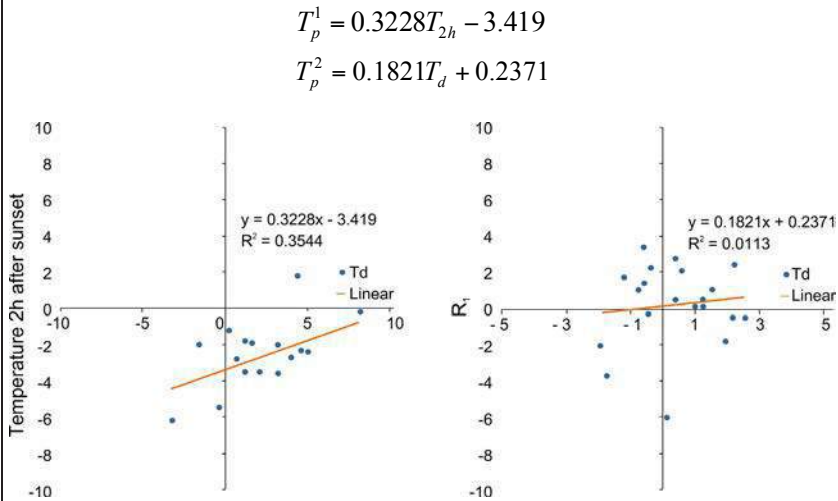 T_p^1 = 0.3228T_{2h} − 3.419
T_p^2 = 0.1821T_d + 0.2371
Temperature 2h after sunset
10
8
6
4
2
0
-2
-4
-6
-8
-10
-10
-5
0
5
10
y = 0.3228x - 3.419
R² = 0.3544
Td
Linear
R₁
10
8
6
4
2
0
-2
-4
-6
-8
-10
-5
-3
-1
1
3
5
y = 0.1821x + 0.2371
R² = 0.0113
Td
Linear